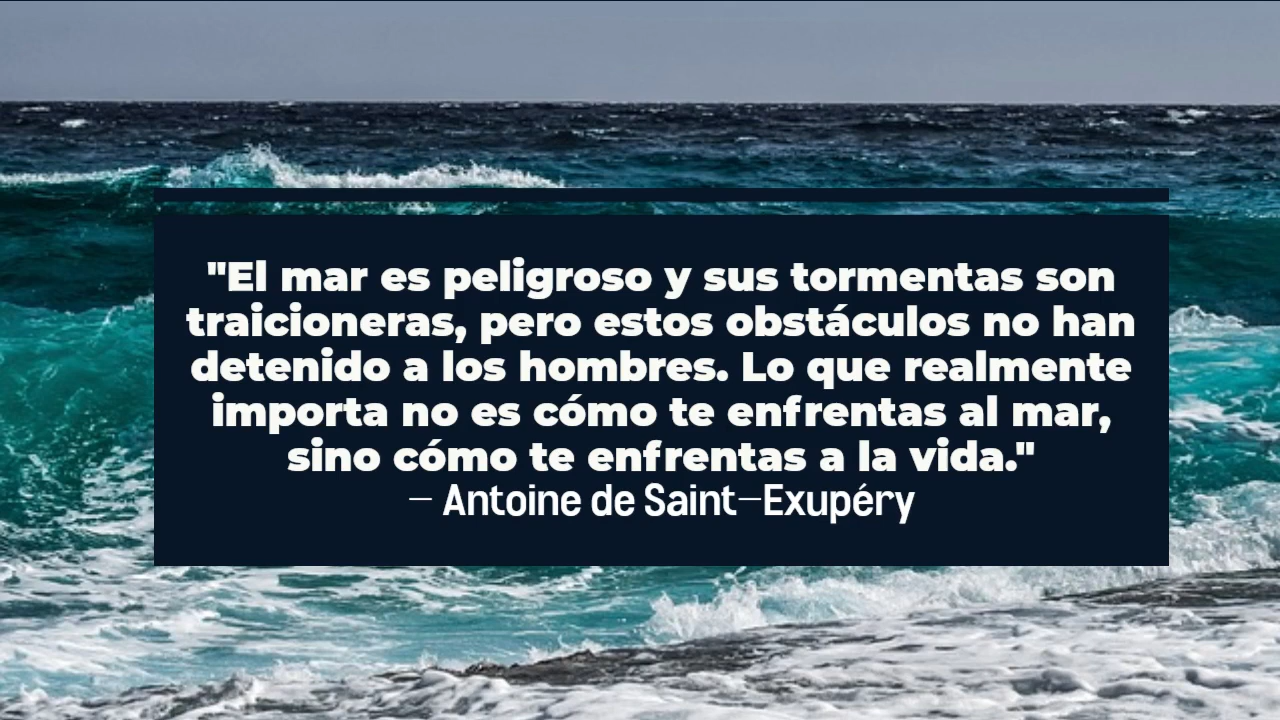 "El mar es peligroso y sus tormentas son
traicioneras, pero estos obstáculos no han
detenido a los hombres. Lo que realmente
importa no es cómo te enfrentas al mar,
sino cómo te enfrentas a la vida."
— Antoine de Saint-Exupéry